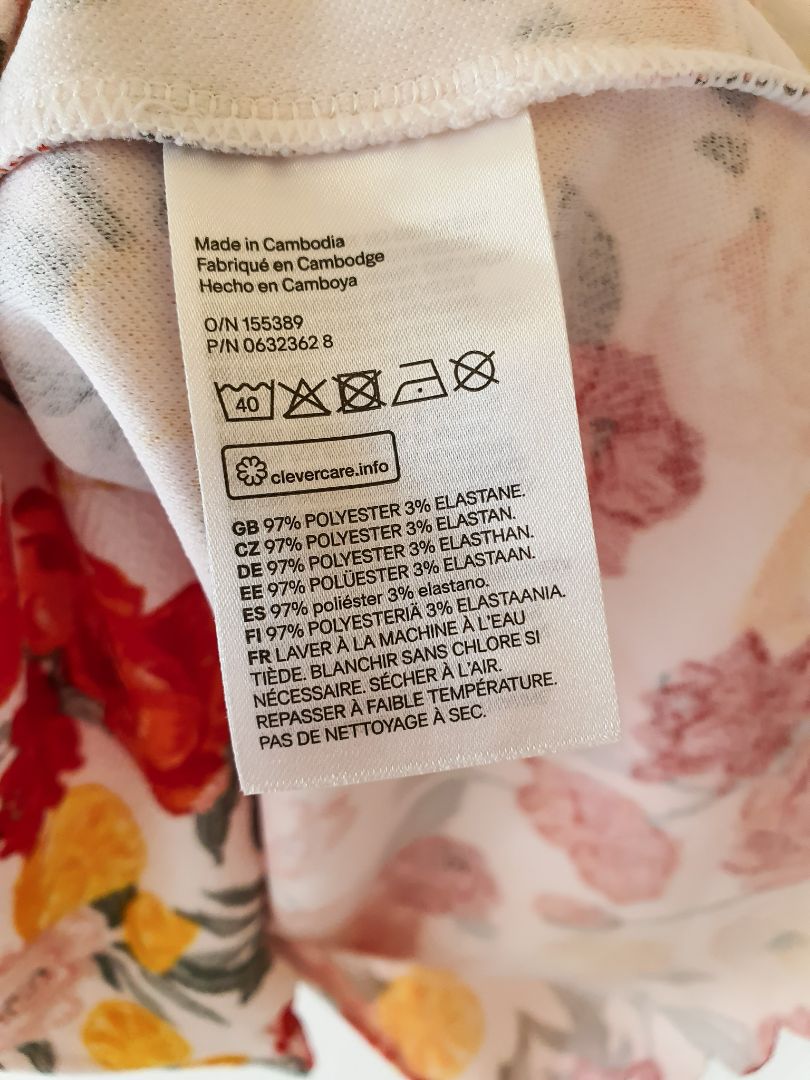 Made in Cambodia
Fabriqué en Cambodge
Hecho en Camboya
O/N 155389
P/N 0632362 8
40
clevercare.info
GB 97% POLYESTER 3% ELASTANE.
CZ 97% POLYESTER 3% ELASTAN.
DE 97% POLYESTER 3% ELASTHAN.
EE 97% POLÜESTER 3% ELASTAAN.
ES 97% poliéster 3% elastano.
FI 97% POLYESTERIÄ 3% ELASTAANIA.
FR LAVER À LA MACHINE À L'EAU
TIÈDE. BLANCHIR SANS CHLORE SI
NÉCESSAIRE. SÉCHER À L'AIR.
REPASSER À FAIBLE TEMPÉRATURE.
PAS DE NETTOYAGE À SEC.